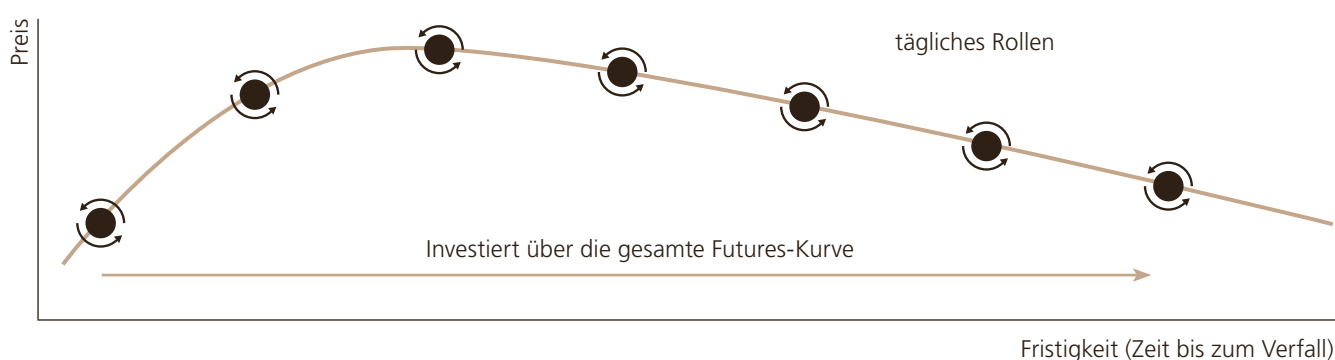 Preis
tägliches Rollen
Investiert über die gesamte Futures-Kurve
Fristigkeit (Zeit bis zum Verfall)